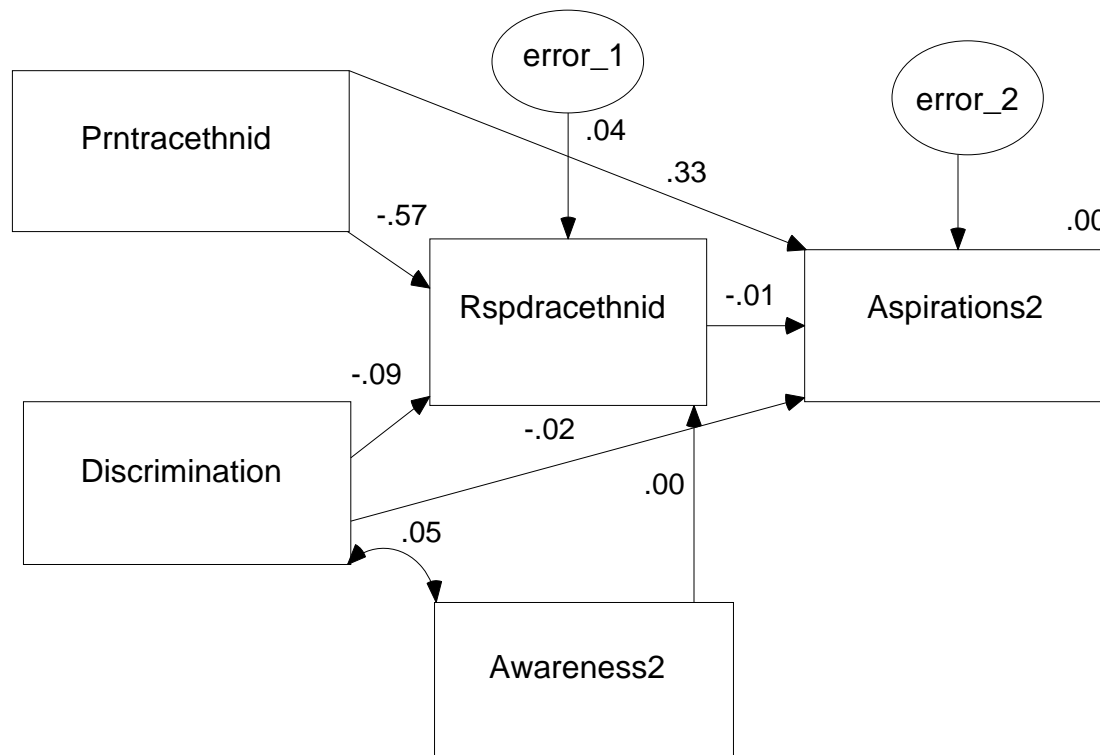 error_1
error_2
Prntracethnid
.04
.33
-.57
.00
Rspdracethnid
-.01
Aspirations2
-.09
-.02
Discrimination
.00
.05
Awareness2